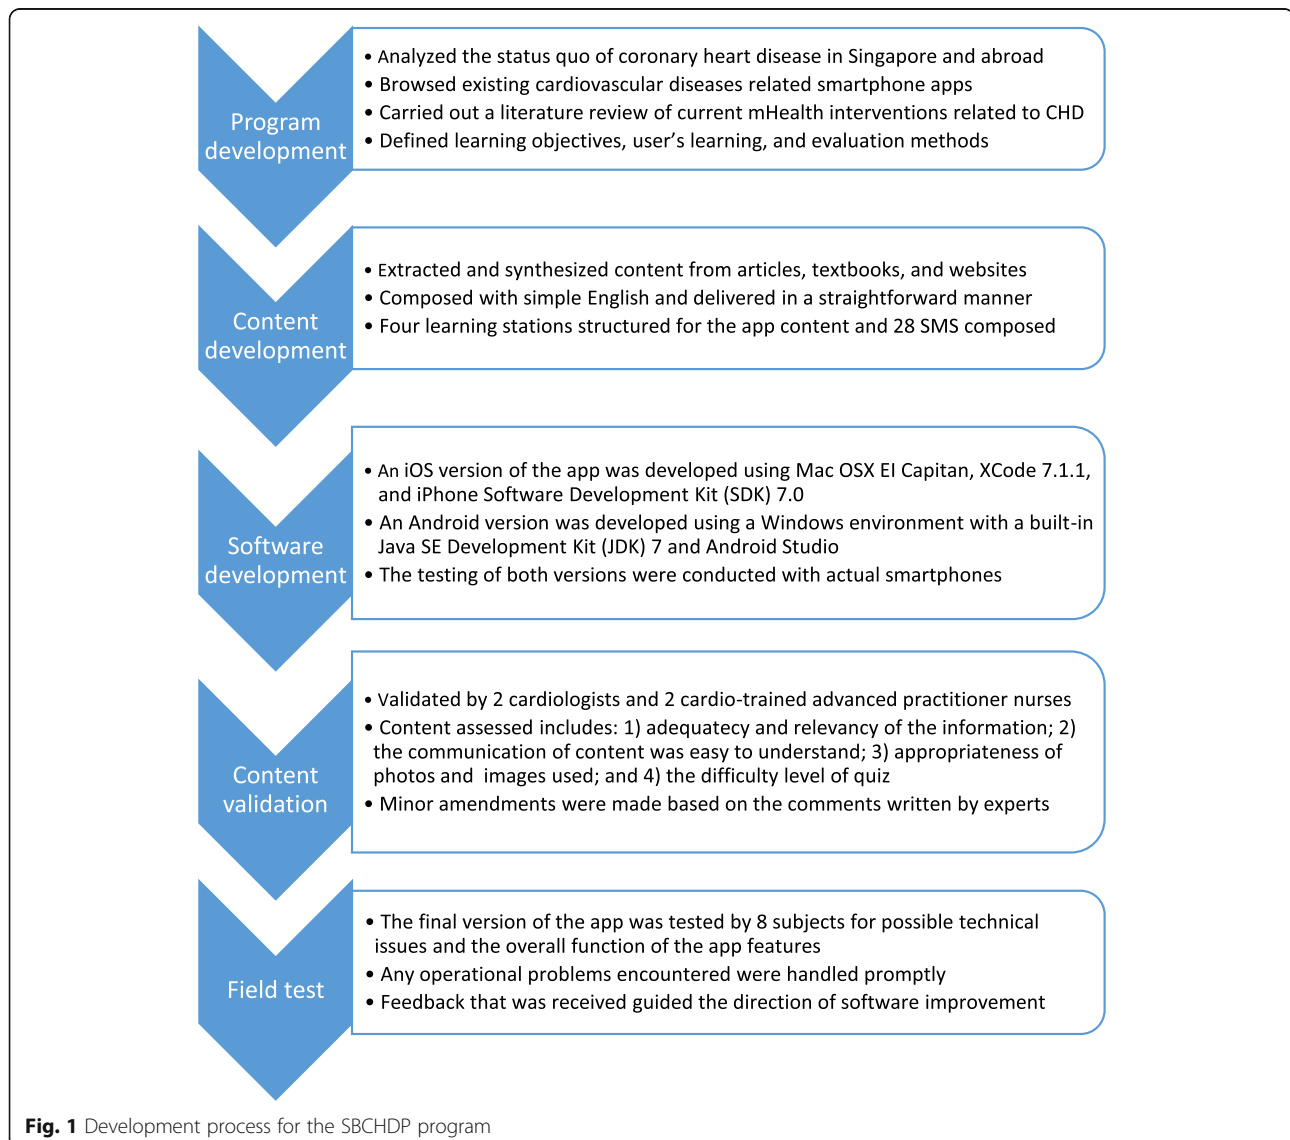 Program
development
• Analyzed the status quo of coronary heart disease in Singapore and abroad
• Browsed existing cardiovascular diseases related smartphone apps
• Carried out a literature review of current mHealth interventions related to CHD
• Defined learning objectives, user’s learning, and evaluation methods
Content
development
• Extracted and synthesized content from articles, textbooks, and websites
• Composed with simple English and delivered in a straightforward manner
• Four learning stations structured for the app content and 28 SMS composed
Software
development
• An iOS version of the app was developed using Mac OSX EI Capitan, XCode 7.1.1,
and iPhone Software Development Kit (SDK) 7.0
• An Android version was developed using a Windows environment with a built-in
Java SE Development Kit (JDK) 7 and Android Studio
• The testing of both versions were conducted with actual smartphones
Content
validation
• Validated by 2 cardiologists and 2 cardio-trained advanced practitioner nurses
• Content assessed includes: 1) adequatecy and relevancy of the information; 2)
the communication of content was easy to understand; 3) appropriateness of
photos and images used; and 4) the difficulty level of quiz
• Minor amendments were made based on the comments written by experts
Field test
• The final version of the app was tested by 8 subjects for possible technical
issues and the overall function of the app features
• Any operational problems encountered were handled promptly
• Feedback that was received guided the direction of software improvement
Fig. 1 Development process for the SBCHDP program